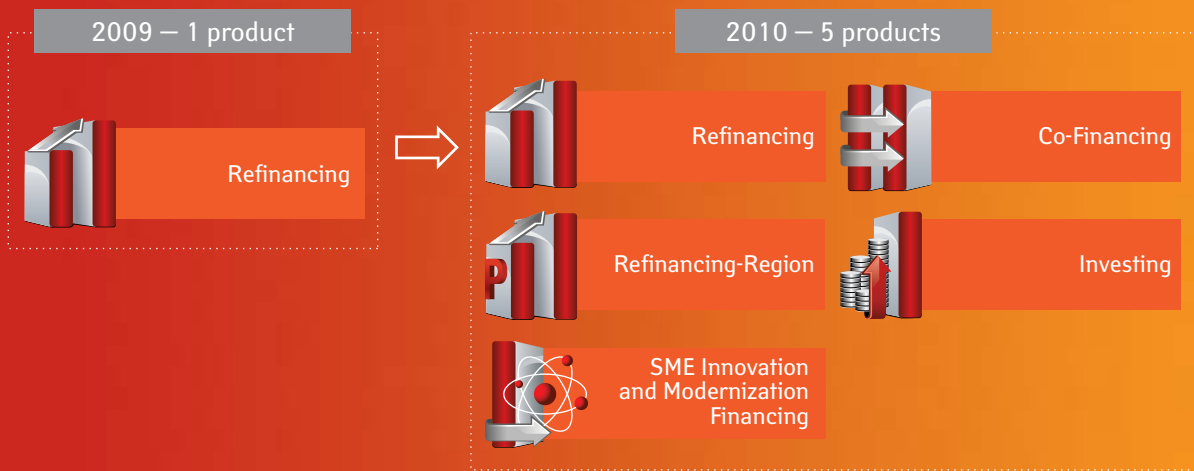 2009 — 1 product
Refinancing
2010 — 5 products
Refinancing
Co-Financing
P
Refinancing-Region
Investing
SME Innovation
and Modernization
Financing